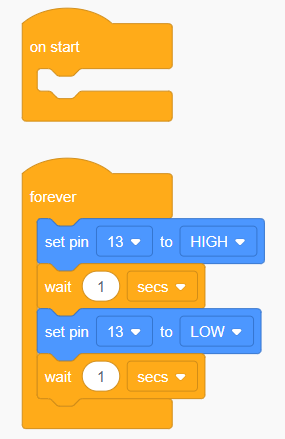 on start
forever
set pin 13 to HIGH
wait 1 secs
set pin 13 to LOW
wait 1 secs